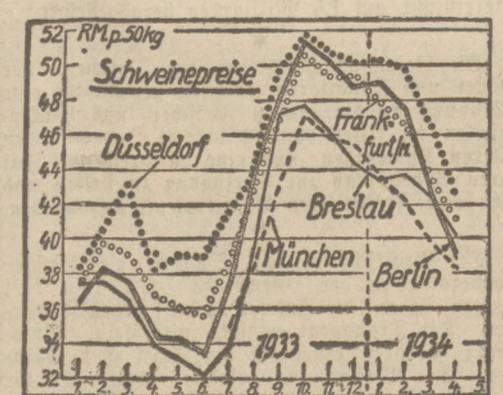 52 RM. p. 50kg
50 Schweinepreise
48
Frank-
46 furt/M.
Düsseldorf
44
42 Breslau
40 München
38 Berlin
36
34 1933 1934
32
1. 2. 3. 4. 5. 6. 7. 8. 9. 10. 11. 12. 1. 2. 3. 4. 5.